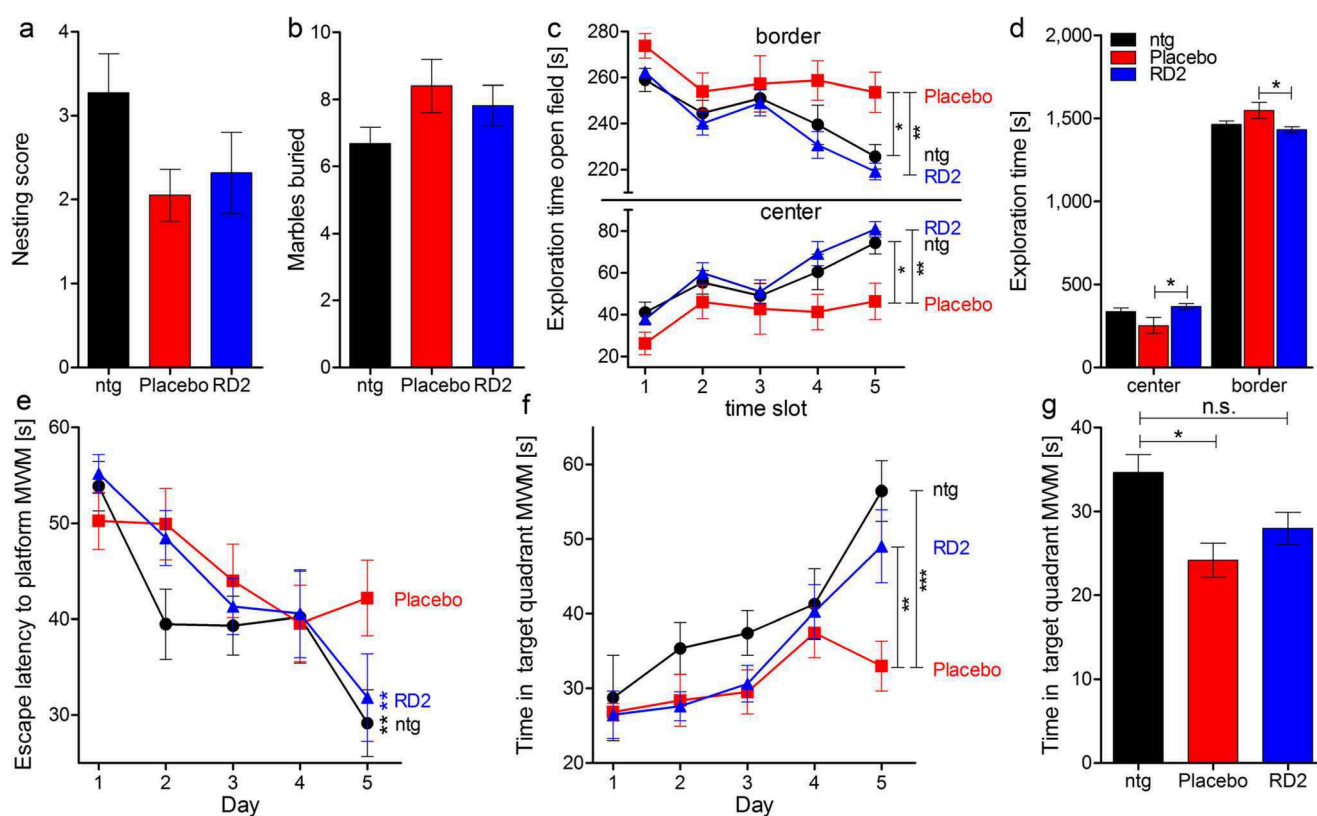 a
Nesting score
4
3
2
1
0
ntg Placebo RD2
b
Marbles buried
10
8
6
4
2
0
ntg Placebo RD2
c
Exploration time open field [s]
border
280
260
240
220
Placebo
ntg
RD2
*
**
center
80
60
40
20
RD2
ntg
Placebo
*
**
1 2 3 4 5
time slot
d
Exploration time [s]
2,000
1,500
1,000
500
0
ntg
Placebo
RD2
*
*
center border
e
Escape latency to platform MWM [s]
60
50
40
30
Placebo
RD2
**
ntg
**
1 2 3 4 5
Day
f
Time in target quadrant MWM [s]
60
50
40
30
20
ntg
RD2
Placebo
**
***
1 2 3 4 5
Day
g
Time in target quadrant MWM [s]
40
30
20
10
0
n.s.
*
ntg Placebo RD2